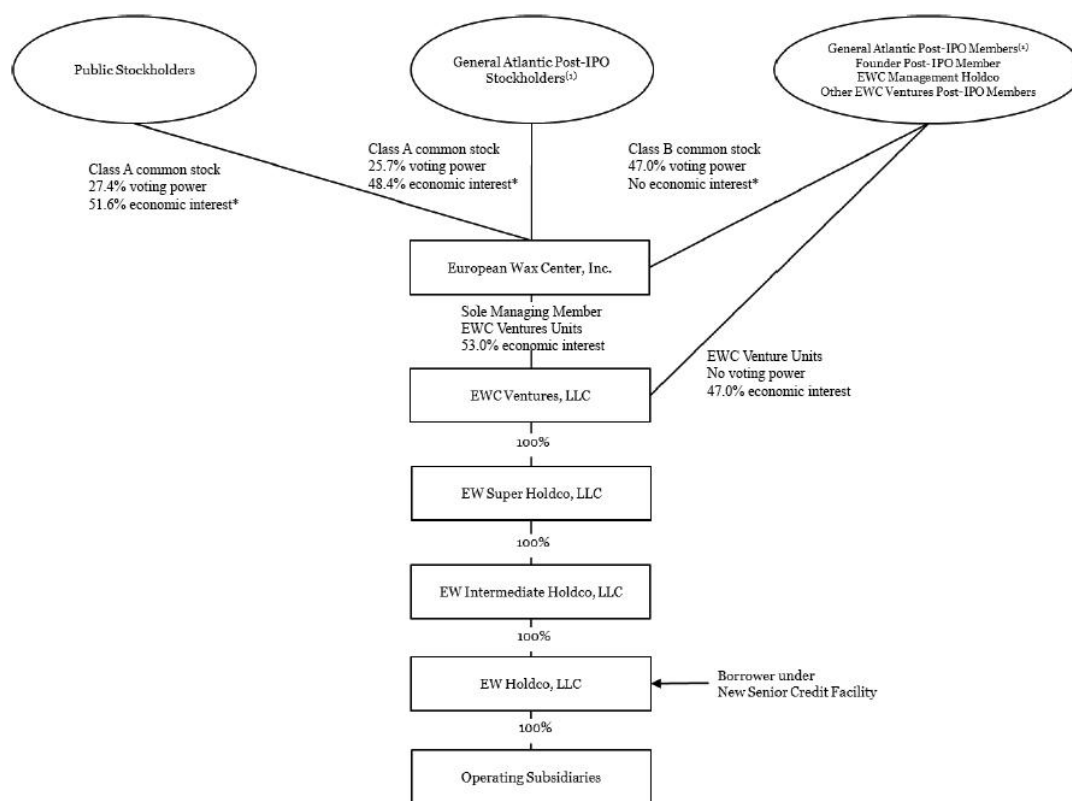 Public Stockholders
General Atlantic Post-IPO
Stockholders(1)
General Atlantic Post-IPO Members(1)
Founder Post-IPO Member
EWC Management Holdco
Other EWC Ventures Post-IPO Members
Class A common stock
27.4% voting power
51.6% economic interest*
Class A common stock
25.7% voting power
48.4% economic interest*
Class B common stock
47.0% voting power
No economic interest*
European Wax Center, Inc.
Sole Managing Member
EWC Ventures Units
53.0% economic interest
EWC Venture Units
No voting power
47.0% economic interest
EWC Ventures, LLC
100%
EW Super Holdco, LLC
100%
EW Intermediate Holdco, LLC
100%
EW Holdco, LLC
Borrower under
New Senior Credit Facility
100%
Operating Subsidiaries